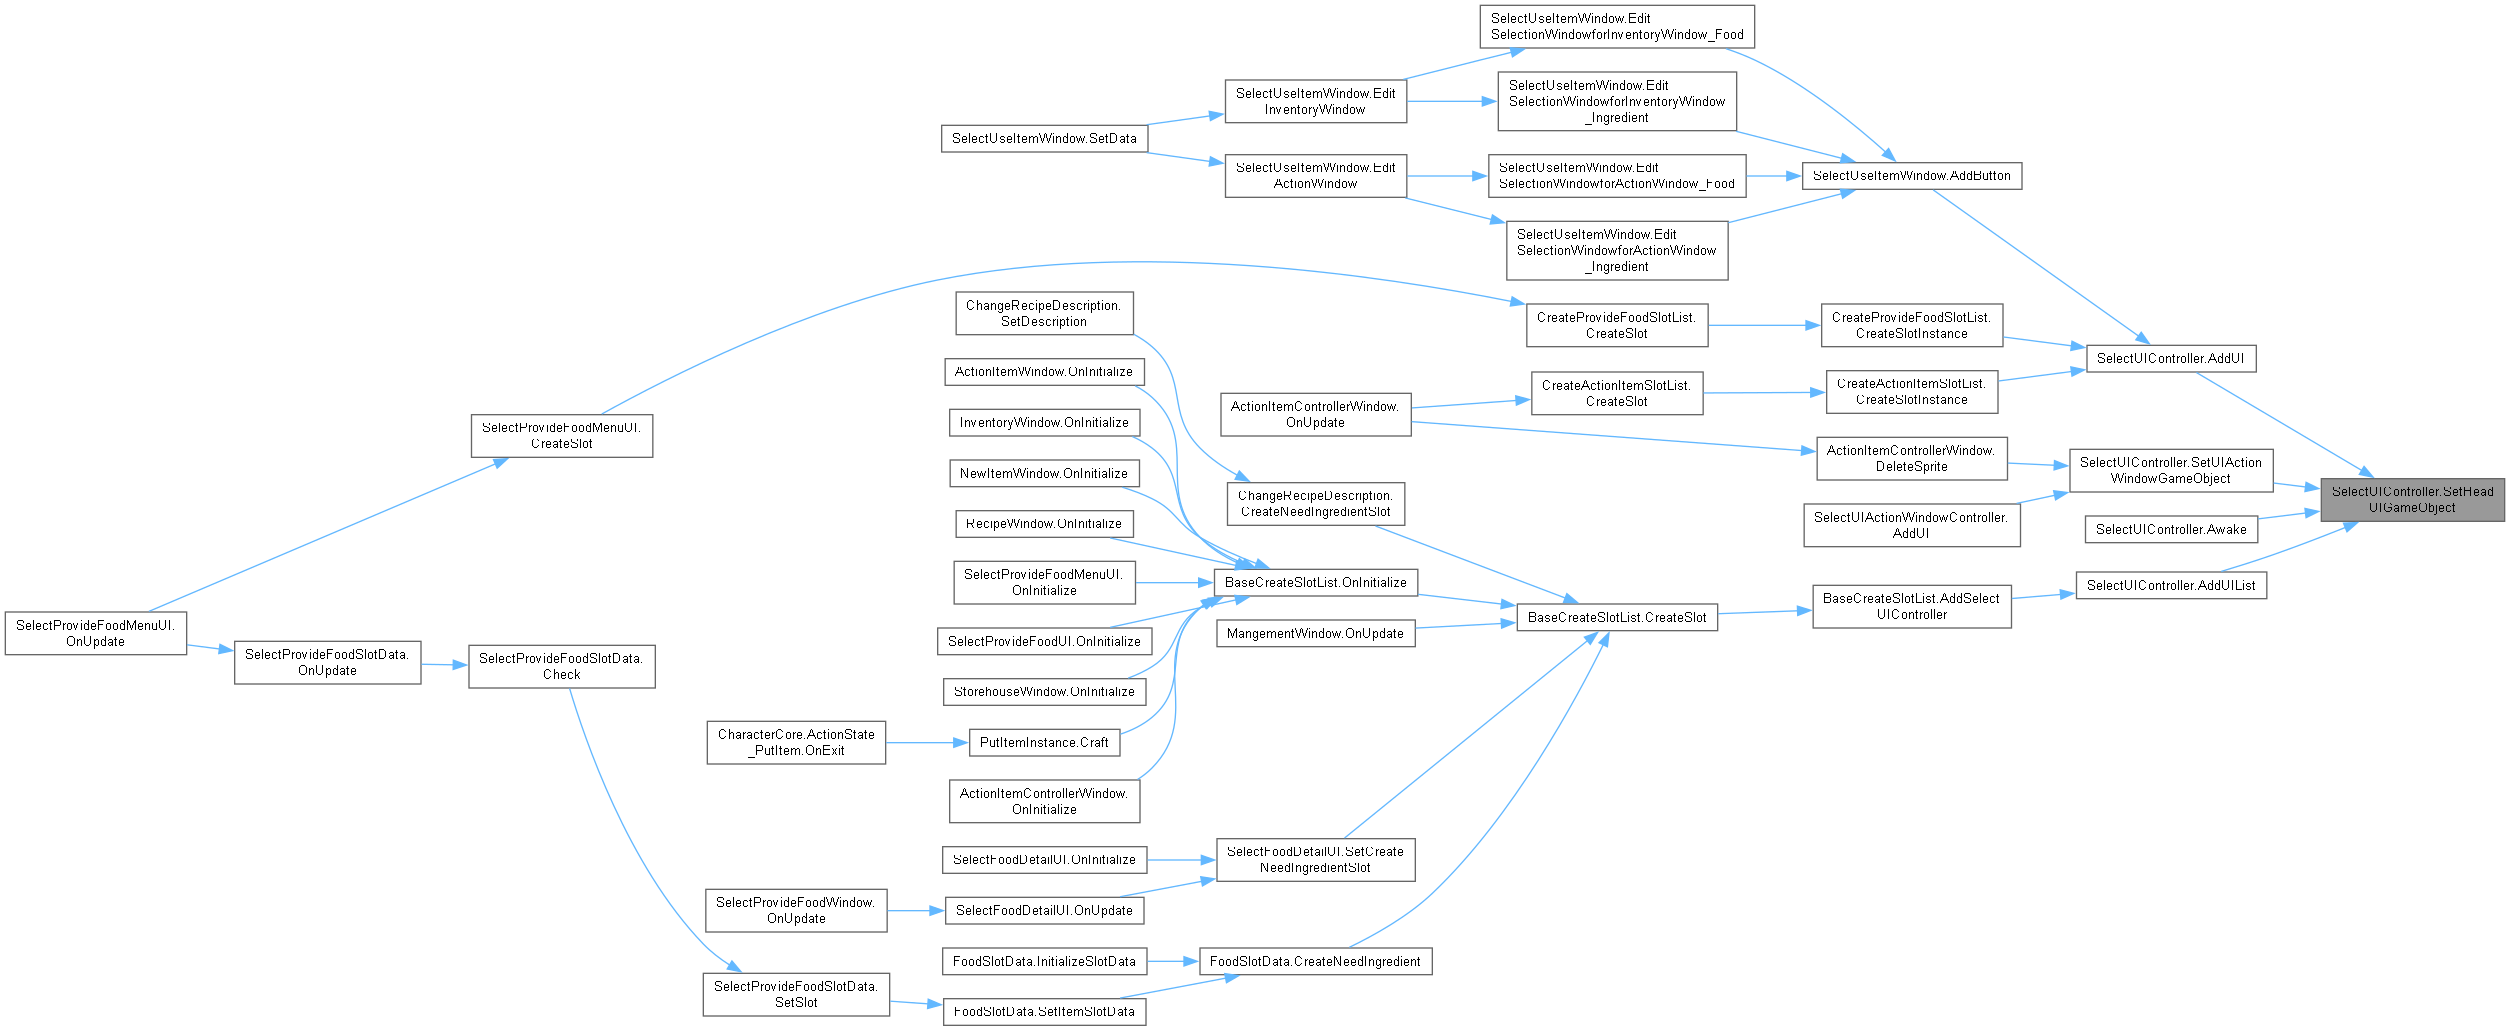 SelectUseItemWindow.Edit
SelectionWindowforInventoryWindow_Food
SelectUseItemWindow.Edit
SelectionWindowforInventoryWindow
_Ingredient
SelectUseItemWindow.Edit
InventoryWindow
SelectUseItemWindow.SetData
SelectUseItemWindow.Edit
ActionWindow
SelectUseItemWindow.Edit
SelectionWindowforActionWindow_Food
SelectUseItemWindow.AddButton
SelectUseItemWindow.Edit
SelectionWindowforActionWindow
_Ingredient
ChangeRecipeDescription.
SetDescription
CreateProvideFoodSlotList.
CreateSlot
CreateProvideFoodSlotList.
CreateSlotInstance
SelectUIController.AddUI
ActionItemWindow.OnInitialize
CreateActionItemSlotList.
CreateSlot
CreateActionItemSlotList.
CreateSlotInstance
ActionItemControllerWindow.
OnUpdate
InventoryWindow.OnInitialize
SelectProvideFoodMenuUI.
CreateSlot
ActionItemControllerWindow.
DeleteSprite
SelectUIController.SetUIAction
WindowGameObject
NewItemWindow.OnInitialize
ChangeRecipeDescription.
CreateNeedIngredientSlot
SelectUIController.SetHead
UIGameObject
RecipeWindow.OnInitialize
SelectUIActionWindowController.
AddUI
SelectUIController.Awake
SelectProvideFoodMenuUI.
OnInitialize
BaseCreateSlotList.OnInitialize
SelectUIController.AddUIList
BaseCreateSlotList.AddSelect
UIController
BaseCreateSlotList.CreateSlot
SelectProvideFoodMenuUI.
OnUpdate
MangementWindow.OnUpdate
SelectProvideFoodUI.OnInitialize
SelectProvideFoodSlotData.
OnUpdate
SelectProvideFoodSlotData.
Check
StorehouseWindow.OnInitialize
CharacterCore.ActionState
_PutItem.OnExit
PutItemInstance.Craft
ActionItemControllerWindow.
OnInitialize
SelectFoodDetailUI.OnInitialize
SelectFoodDetailUI.SetCreate
NeedIngredientSlot
SelectProvideFoodWindow.
OnUpdate
SelectFoodDetailUI.OnUpdate
FoodSlotData.InitializeSlotData
FoodSlotData.CreateNeedIngredient
SelectProvideFoodSlotData.
SetSlot
FoodSlotData.SetItemSlotData